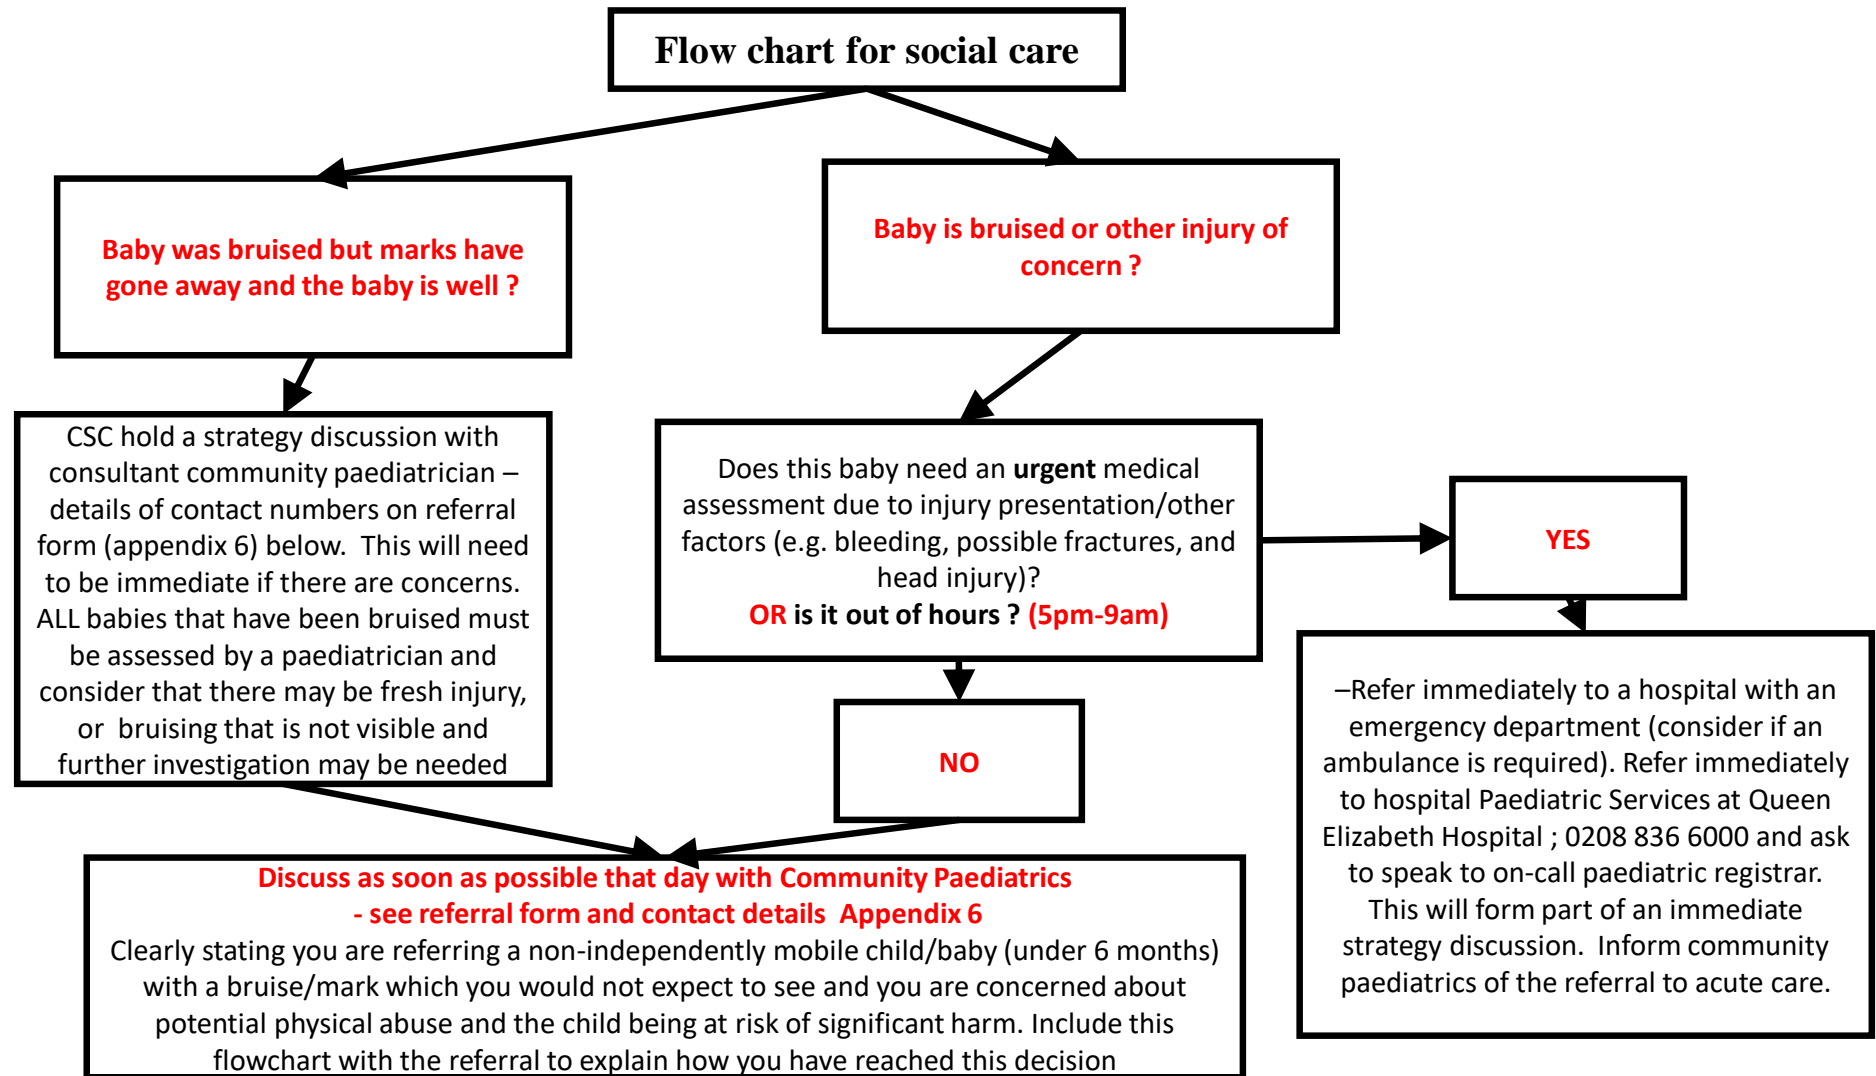 Flow chart for social care
Baby was bruised but marks have
gone away and the baby is well ?
Baby is bruised or other injury of
concern ?
CSC hold a strategy discussion with
consultant community paediatrician –
details of contact numbers on referral
form (appendix 6) below.  This will need
to be immediate if there are concerns.
ALL babies that have been bruised must
be assessed by a paediatrician and
consider that there may be fresh injury,
or  bruising that is not visible and
further investigation may be needed
Does this baby need an urgent medical
assessment due to injury presentation/other
factors (e.g. bleeding, possible fractures, and
head injury)?
OR is it out of hours ? (5pm-9am)
YES
NO
–Refer immediately to a hospital with an
emergency department (consider if an
ambulance is required). Refer immediately
to hospital Paediatric Services at Queen
Elizabeth Hospital ; 0208 836 6000 and ask
to speak to on-call paediatric registrar.
This will form part of an immediate
strategy discussion.  Inform community
paediatrics of the referral to acute care.
Discuss as soon as possible that day with Community Paediatrics
- see referral form and contact details  Appendix 6
Clearly stating you are referring a non-independently mobile child/baby (under 6 months)
with a bruise/mark which you would not expect to see and you are concerned about
potential physical abuse and the child being at risk of significant harm. Include this
flowchart with the referral to explain how you have reached this decision